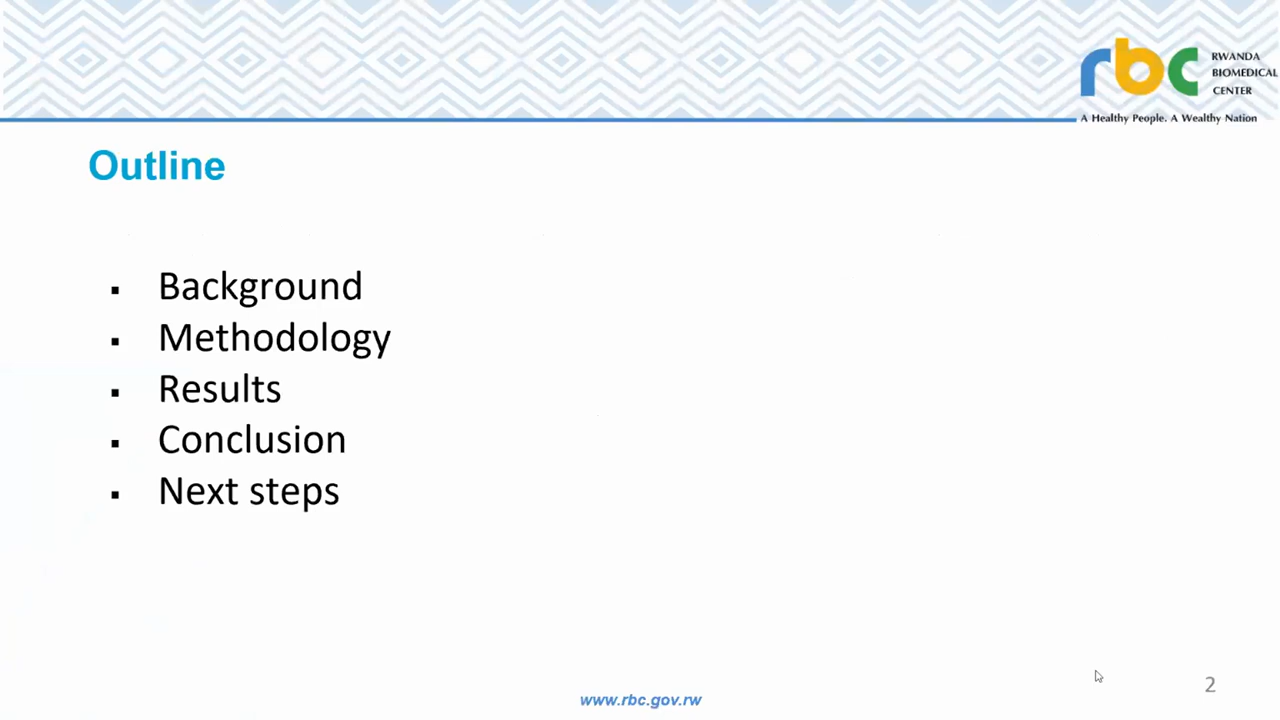 rbc
RWANDA
BIOMEDICAL
CENTER
A Healthy People. A Wealthy Nation
Outline
▪ Background
▪ Methodology
▪ Results
▪ Conclusion
▪ Next steps
www.rbc.gov.rw
2